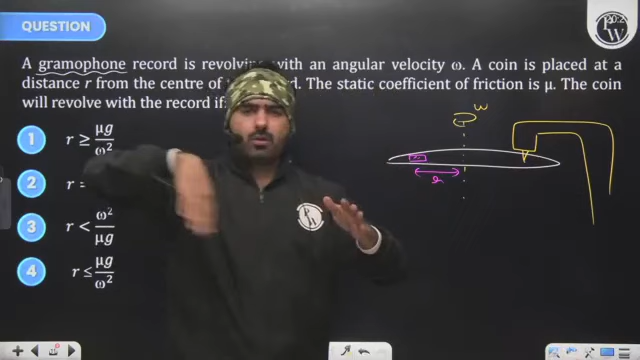 QUESTION
A gramophone record is revolving with an angular velocity ω. A coin is placed at a
distance r from the centre of The static coefficient of friction is μ. The coin
will revolve with the record if
1 r ≥ μg/ω²
2 r =
3 r < ω²/μg
4 r ≤ μg/ω²
ω
r
PW
PW